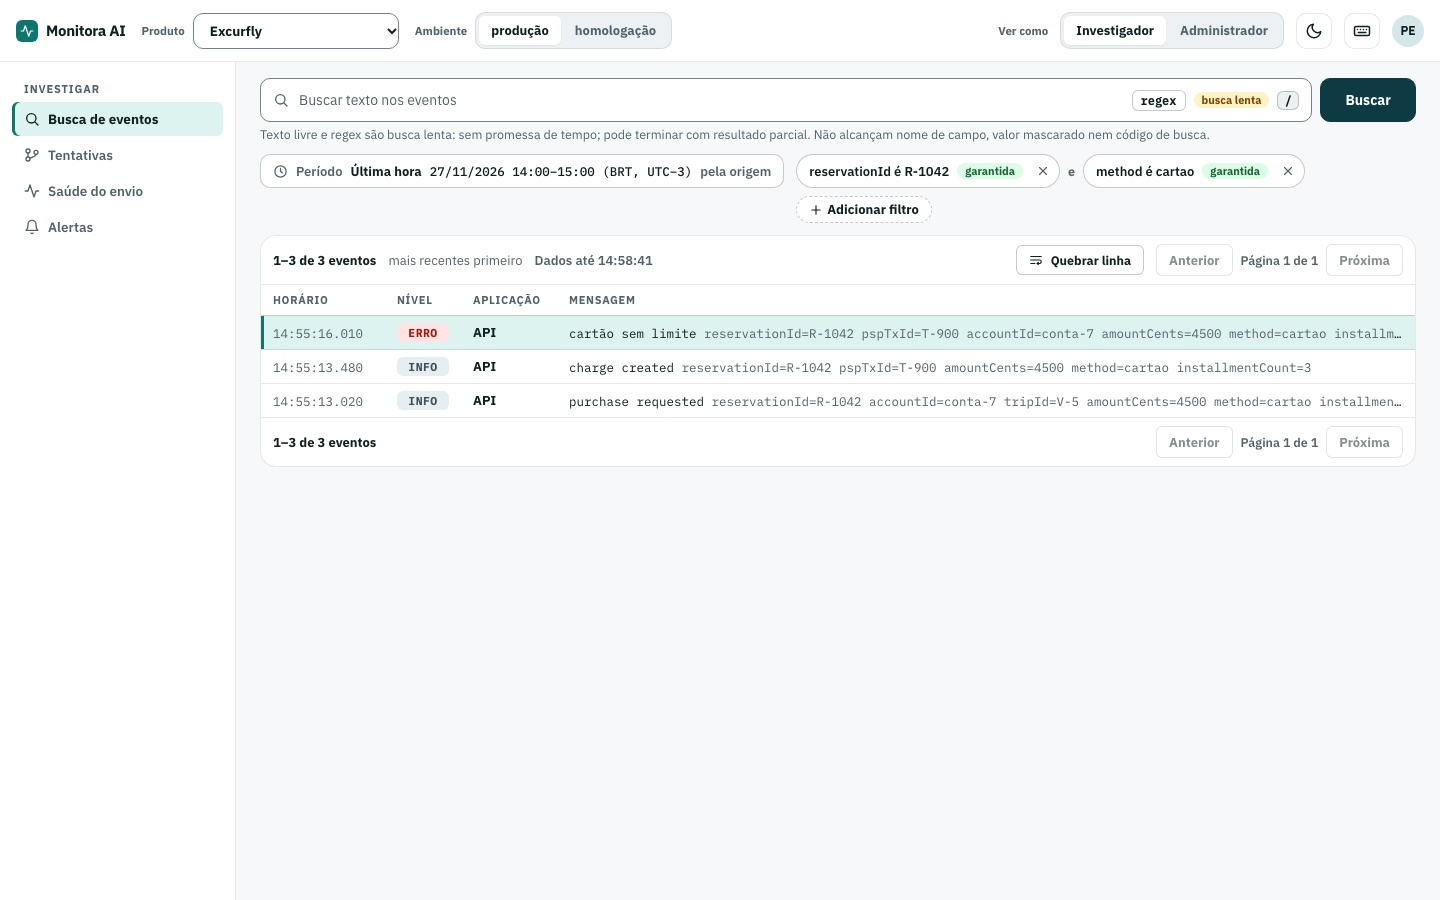 Monitora AI Produto Excurfly Ambiente produção homologação Ver como Investigador Administrador PE
INVESTIGAR
Busca de eventos
Tentativas
Saúde do envio
Alertas
Buscar texto nos eventos regex busca lenta / Buscar
Texto livre e regex são busca lenta: sem promessa de tempo; pode terminar com resultado parcial. Não alcançam nome de campo, valor mascarado nem código de busca.
Período Última hora 27/11/2026 14:00–15:00 (BRT, UTC−3) pela origem reservationId é R-1042 garantida × e method é cartao garantida ×
+ Adicionar filtro
1–3 de 3 eventos mais recentes primeiro Dados até 14:58:41 Quebrar linha Anterior Página 1 de 1 Próxima
HORÁRIO NÍVEL APLICAÇÃO MENSAGEM
14:55:16.010 ERRO API cartão sem limite reservationId=R-1042 pspTxId=T-900 accountId=conta-7 amountCents=4500 method=cartao installm…
14:55:13.480 INFO API charge created reservationId=R-1042 pspTxId=T-900 amountCents=4500 method=cartao installmentCount=3
14:55:13.020 INFO API purchase requested reservationId=R-1042 accountId=conta-7 tripId=V-5 amountCents=4500 method=cartao installmen…
1–3 de 3 eventos Anterior Página 1 de 1 Próxima